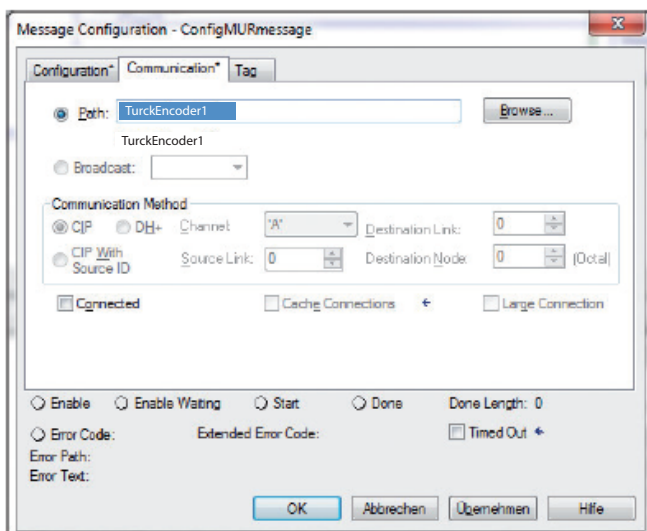 Message Configuration - ConfigMURmessage
Configuration* Communication* Tag
Path: TurckEncoder1 Browse...
TurckEncoder1
Broadcast:
Communication Method
CIP DH+ Channel: 'A' Destination Link: 0
CIP With Source ID Source Link: 0 Destination Node: 0 (Octal)
Connected Cache Connections ← Large Connection
Enable Enable Waiting Start Done Done Length: 0
Error Code: Extended Error Code: Timed Out ←
Error Path:
Error Text:
OK Abbrechen Übernehmen Hilfe